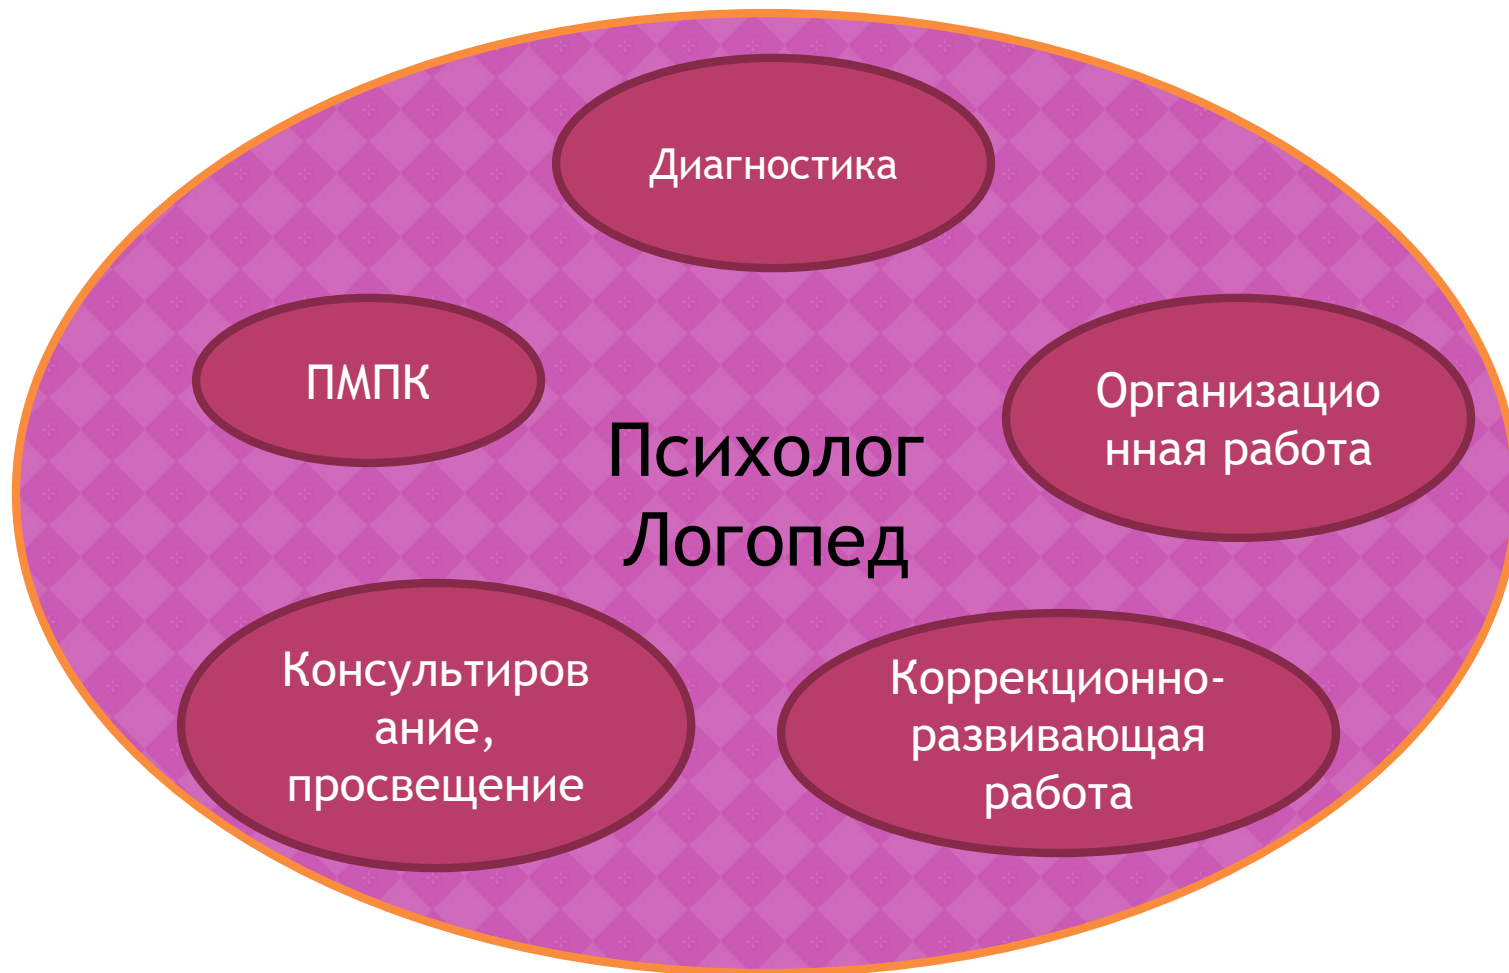 Диагностика
ПМПК
Организацио
нная работа
Психолог
Логопед
Консультиров
ание,
просвещение
Коррекционно-
развивающая
работа